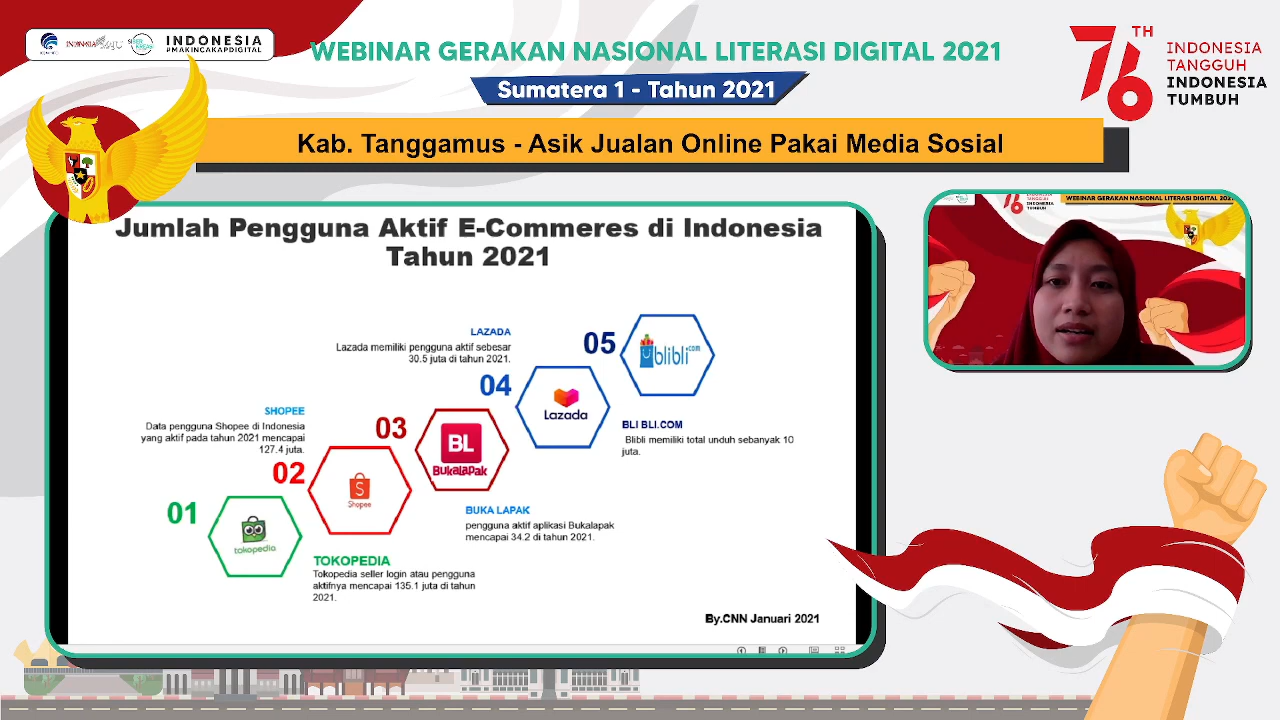 INDONESIA
#MAKINCAKAPDIGITAL
WEBINAR GERAKAN NASIONAL LITERASI DIGITAL 2021
Sumatera 1 - Tahun 2021
76TH
INDONESIA
TANGGUH
INDONESIA
TUMBUH
Kab. Tanggamus - Asik Jualan Online Pakai Media Sosial
Jumlah Pengguna Aktif E-Commeres di Indonesia
Tahun 2021
LAZADA
Lazada memiliki pengguna aktif sebesar
30.5 juta di tahun 2021.
05
blibli.com
04
Lazada
BLI BLI.COM
Blibli memiliki total unduh sebanyak 10
juta.
SHOPEE
Data pengguna Shopee di Indonesia
yang aktif pada tahun 2021 mencapai
127.4 juta.
03
BL
BUKALAPAK
02
Shopee
01
tokopedia
BUKA LAPAK
pengguna aktif aplikasi Bukalapak
mencapai 34.2 di tahun 2021.
TOKOPEDIA
Tokopedia seller login atau pengguna
aktifnya mencapai 135.1 juta di tahun
2021.
By.CNN Januari 2021
WEBINAR GERAKAN NASIONAL LITERASI DIGITAL 2021